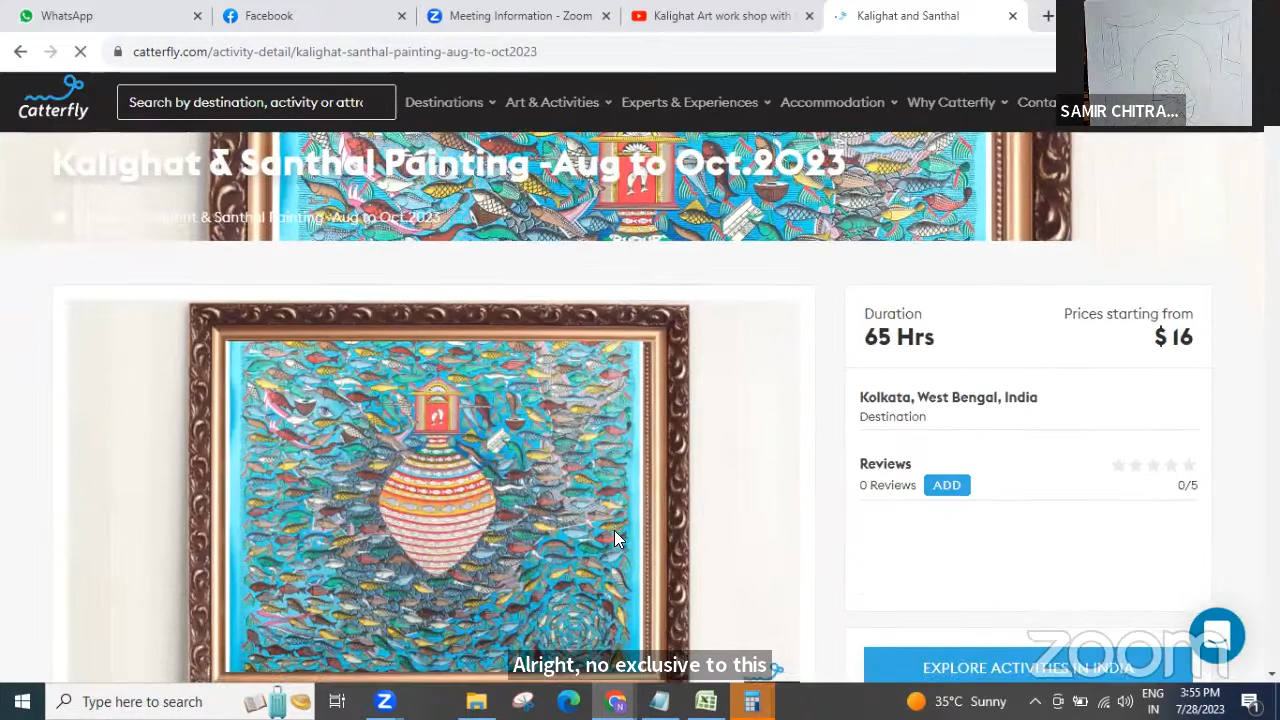 WhatsApp
Facebook
Meeting Information - Zoom
Kalighat Art work shop with
Kalighat and Santhal
catterfly.com/activity-detail/kalighat-santhal-painting-aug-to-oct2023
SAMIR CHITRA...
Catterfly
Search by destination, activity or attra
Destinations
Art & Activities
Experts & Experiences
Accommodation
Why Catterfly
Conta
Kalighat & Santhal Painting -Aug to Oct.2023
& Santhal Painting -Aug to Oct.2023
Duration
Prices starting from
65 Hrs
$ 16
Kolkata, West Bengal, India
Destination
Reviews
0 Reviews
ADD
0/5
EXPLORE ACTIVITIES IN INDIA
zoom
Alright, no exclusive to this
Type here to search
35°C Sunny
ENG
IN
3:55 PM
7/28/2023
1